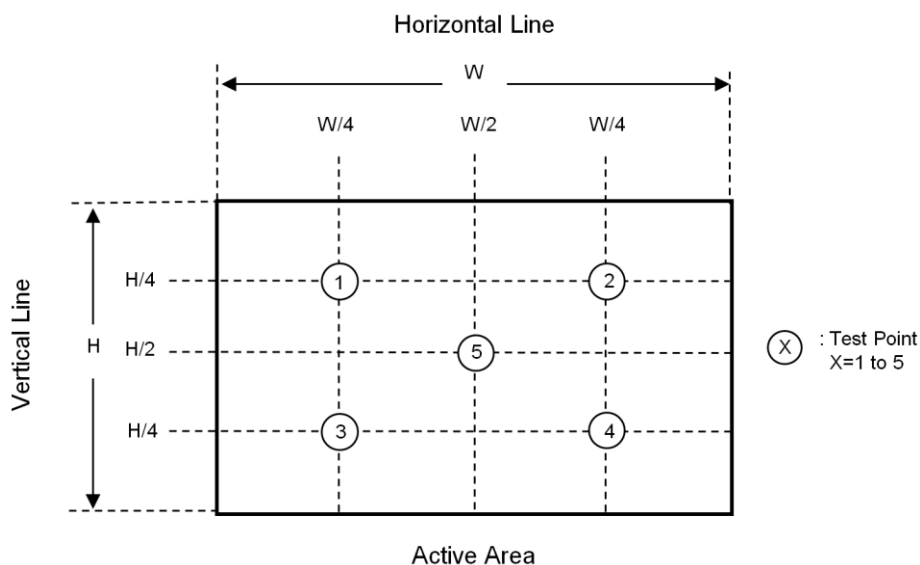 Horizontal Line
W
W/4 W/2 W/4
H/4
1 2
Vertical Line
H
H/2
5
X
: Test Point
X=1 to 5
H/4
3 4
Active Area